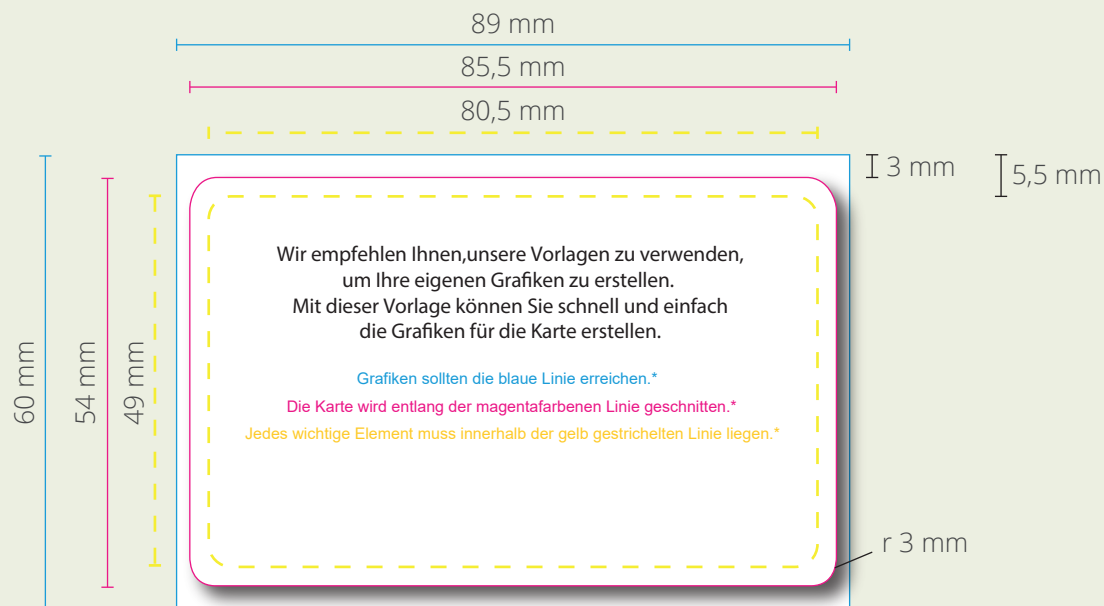 89 mm
85,5 mm
80,5 mm
3 mm
5,5 mm
60 mm
54 mm
49 mm
Wir empfehlen Ihnen,unsere Vorlagen zu verwenden,
um Ihre eigenen Grafiken zu erstellen.
Mit dieser Vorlage können Sie schnell und einfach
die Grafiken für die Karte erstellen.
Grafiken sollten die blaue Linie erreichen.*
Die Karte wird entlang der magentafarbenen Linie geschnitten.*
Jedes wichtige Element muss innerhalb der gelb gestrichelten Linie liegen.*
r 3 mm